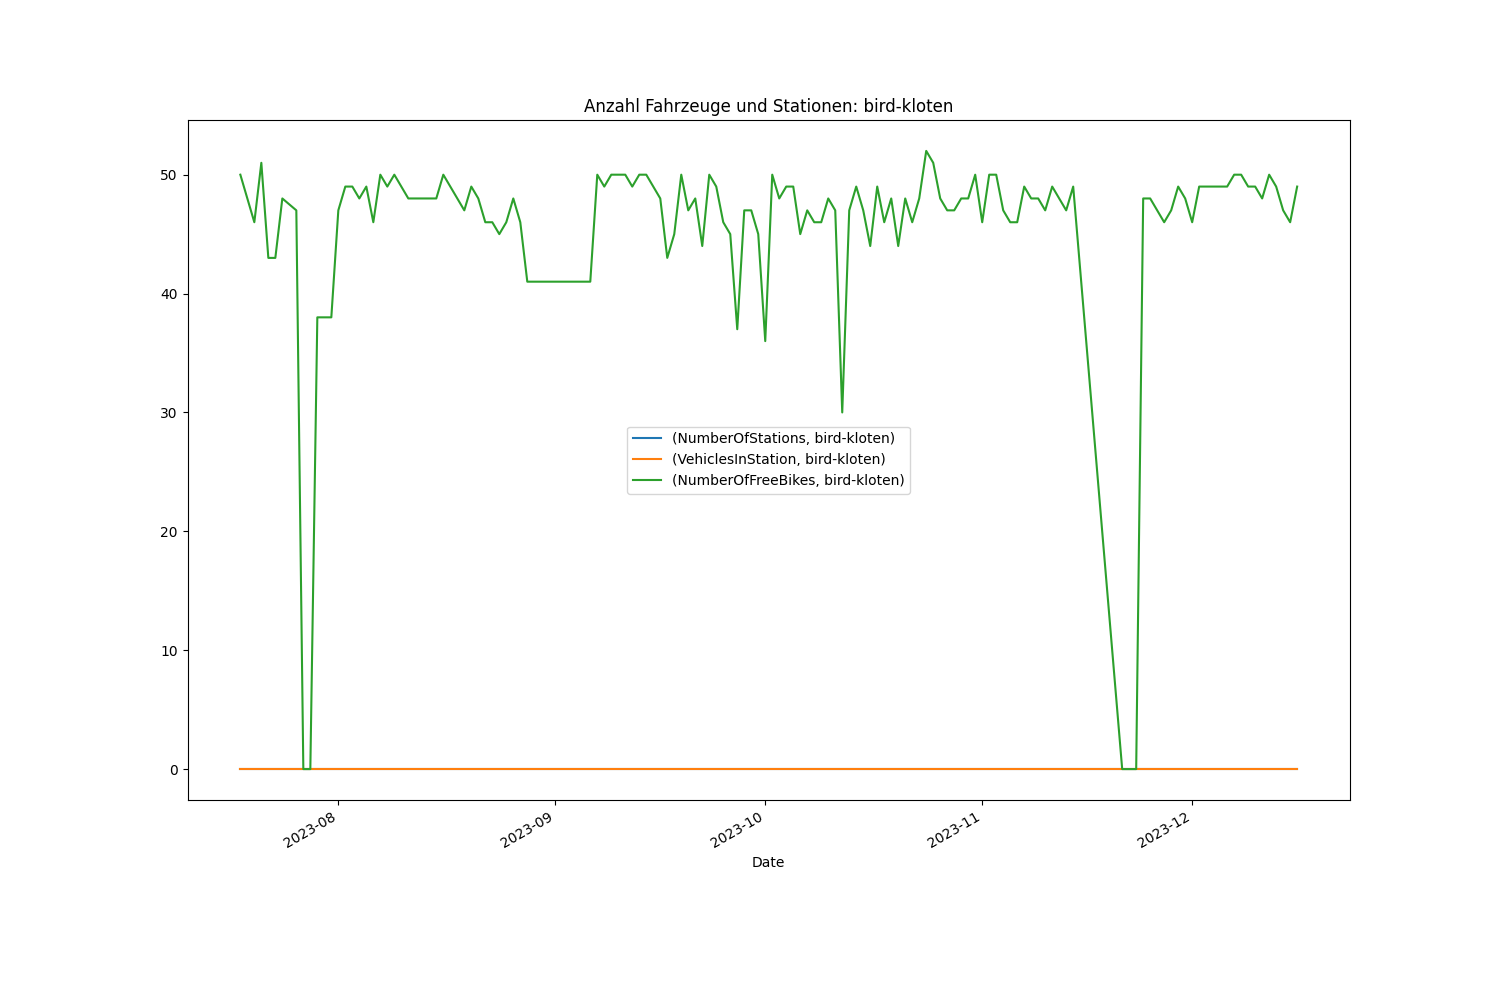 Anzahl Fahrzeuge und Stationen: bird-kloten
50
40
30
20
10
0
(NumberOfStations, bird-kloten)
(VehiclesInStation, bird-kloten)
(NumberOfFreeBikes, bird-kloten)
2023-08
2023-09
2023-10
2023-11
2023-12
Date